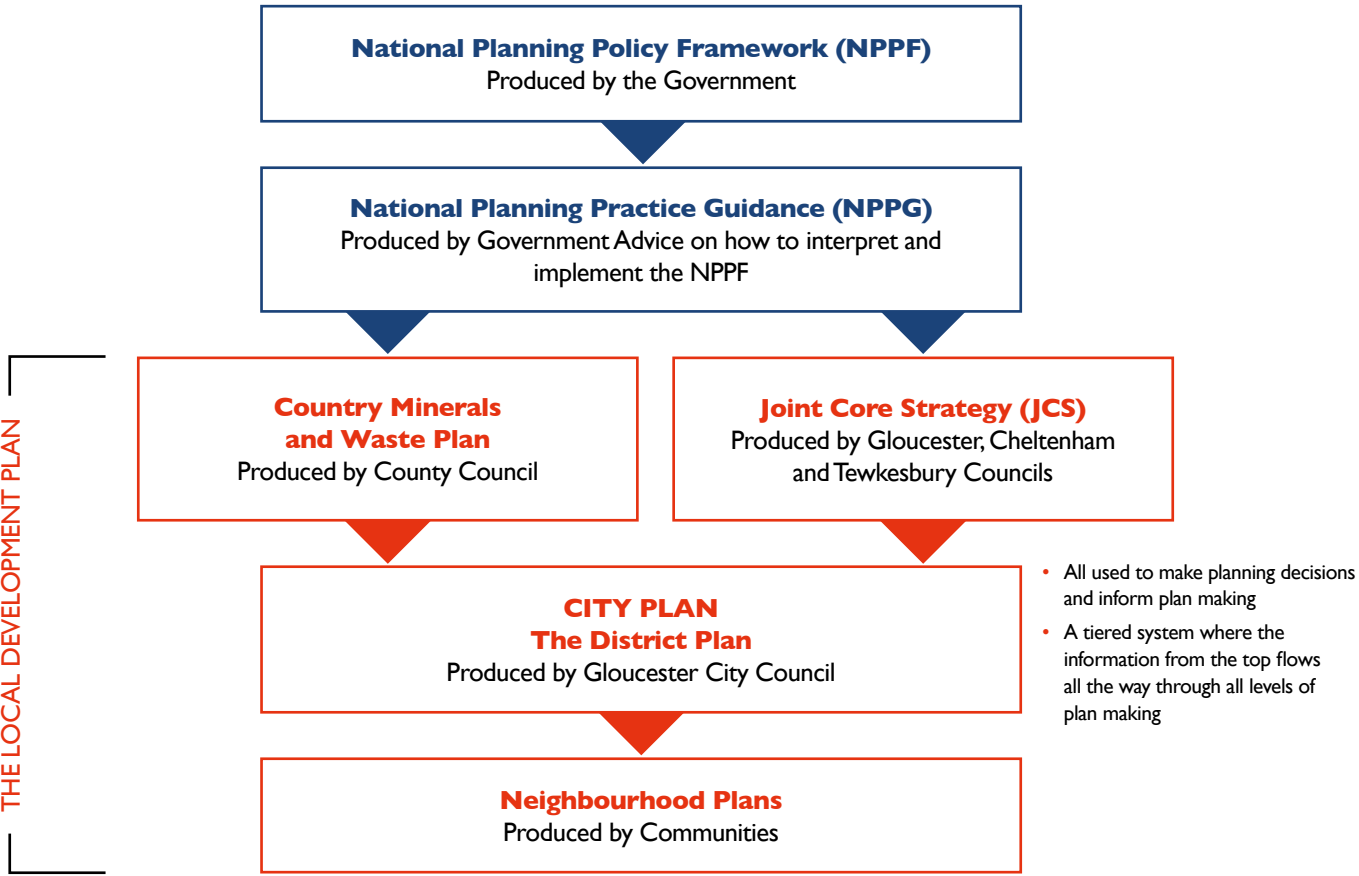 National Planning Policy Framework (NPPF)
Produced by the Government
National Planning Practice Guidance (NPPG)
Produced by Government Advice on how to interpret and
implement the NPPF
THE LOCAL DEVELOPMENT PLAN
Country Minerals
and Waste Plan
Produced by County Council
Joint Core Strategy (JCS)
Produced by Gloucester, Cheltenham
and Tewkesbury Councils
CITY PLAN
The District Plan
Produced by Gloucester City Council
• All used to make planning decisions
and inform plan making
• A tiered system where the
information from the top flows
all the way through all levels of
plan making
Neighbourhood Plans
Produced by Communities